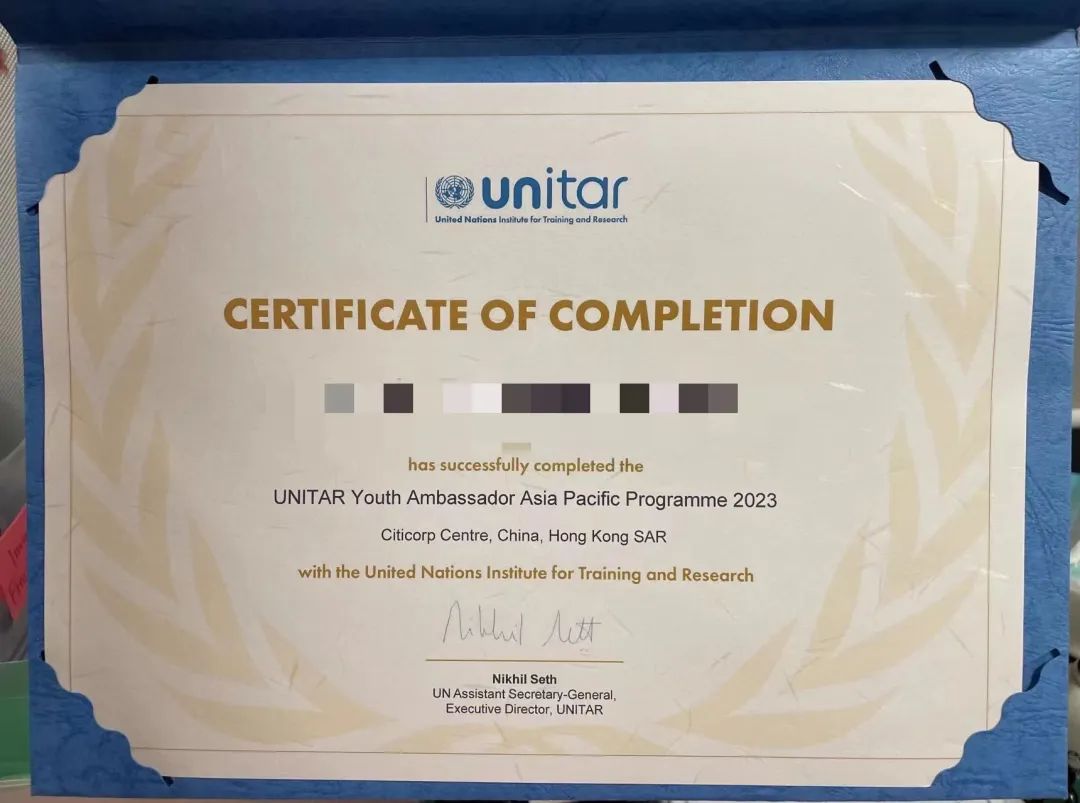 unitar
United Nations Institute for Training and Research
CERTIFICATE OF COMPLETION
has successfully completed the
UNITAR Youth Ambassador Asia Pacific Programme 2023
Citicorp Centre, China, Hong Kong SAR
with the United Nations Institute for Training and Research
Nikhil Sett
Nikhil Seth
UN Assistant Secretary-General,
Executive Director, UNITAR